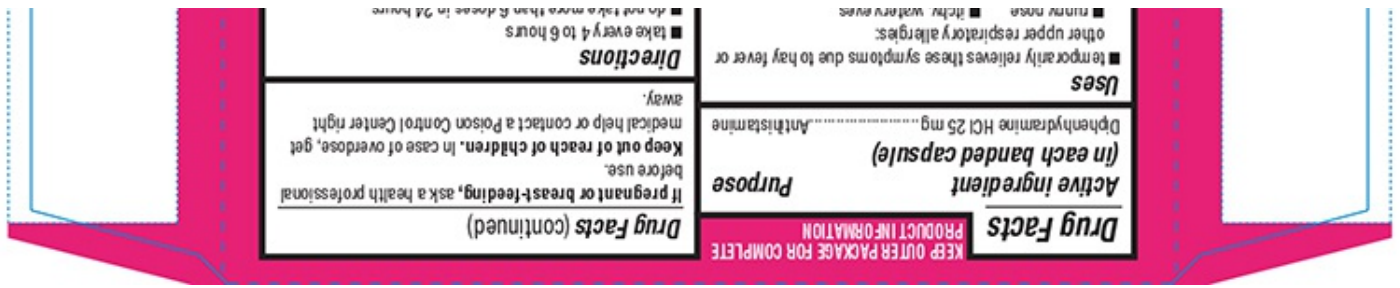 KEEP OUTER PACKAGE FOR COMPLETE
PRODUCT INFORMATION
Drug Facts
Active ingredient Purpose
(in each banded capsule)
Diphenhydramine HCl 25 mg........................Antihistamine
Uses
■ temporarily relieves these symptoms due to hay fever or
other upper respiratory allergies:
■ runny nose ■ itchy, watery eyes
Drug Facts (continued)
If pregnant or breast-feeding, ask a health professional
before use.
Keep out of reach of children. In case of overdose, get
medical help or contact a Poison Control Center right
away.
Directions
■ take every 4 to 6 hours
■ do not take more than 6 doses in 24 hours